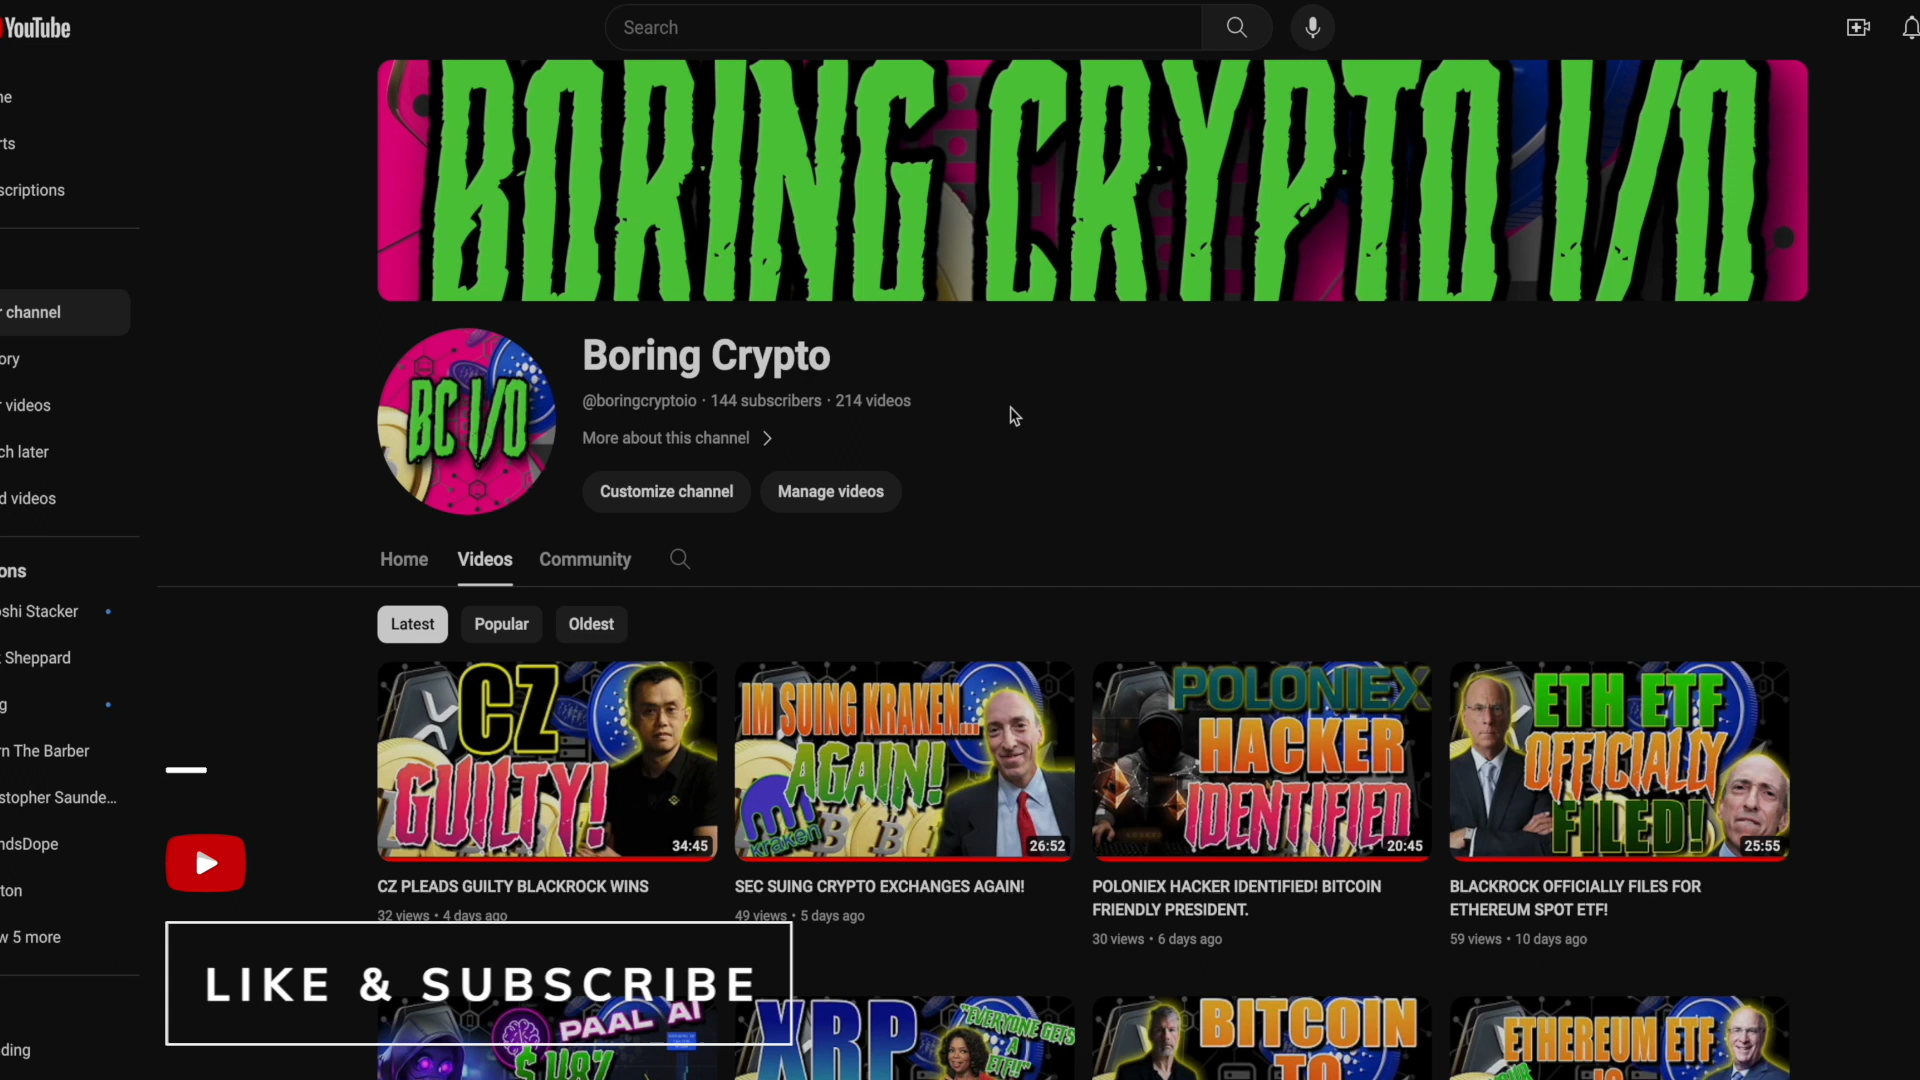 YouTube
Search
ne
rts
scriptions
r channel
ory
r videos
ch later
d videos
ons
oshi Stacker
Sheppard
g
rn The Barber
stopher Saunde...
ndsDope
ton
w 5 more
ding
BORING CRYPTO I/O
BC I/O
Boring Crypto
@boringcryptoio · 144 subscribers · 214 videos
More about this channel
Customize channel
Manage videos
Home
Videos
Community
Latest
Popular
Oldest
CZ
GUILTY!
34:45
CZ PLEADS GUILTY BLACKROCK WINS
32 views • 4 days ago
IM SUING KRAKEN...
AGAIN!
kraken
26:52
SEC SUING CRYPTO EXCHANGES AGAIN!
49 views • 5 days ago
POLONIEX
HACKER
IDENTIFIED
20:45
POLONIEX HACKER IDENTIFIED! BITCOIN
FRIENDLY PRESIDENT.
30 views • 6 days ago
ETH ETF
OFFICIALLY
FILED!
25:55
BLACKROCK OFFICIALLY FILES FOR
ETHEREUM SPOT ETF!
59 views • 10 days ago
LIKE & SUBSCRIBE
PAAL AI
XRP
"EVERYONE GETS
A
ETF!"
BITCOIN
TO
ETHEREUM ETF